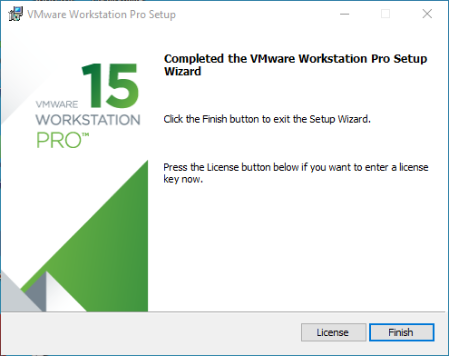 VMware Workstation Pro Setup
Completed the VMware Workstation Pro Setup
Wizard
15
VMWARE
WORKSTATION
PRO™
Click the Finish button to exit the Setup Wizard.
Press the License button below if you want to enter a license
key now.
License
Finish